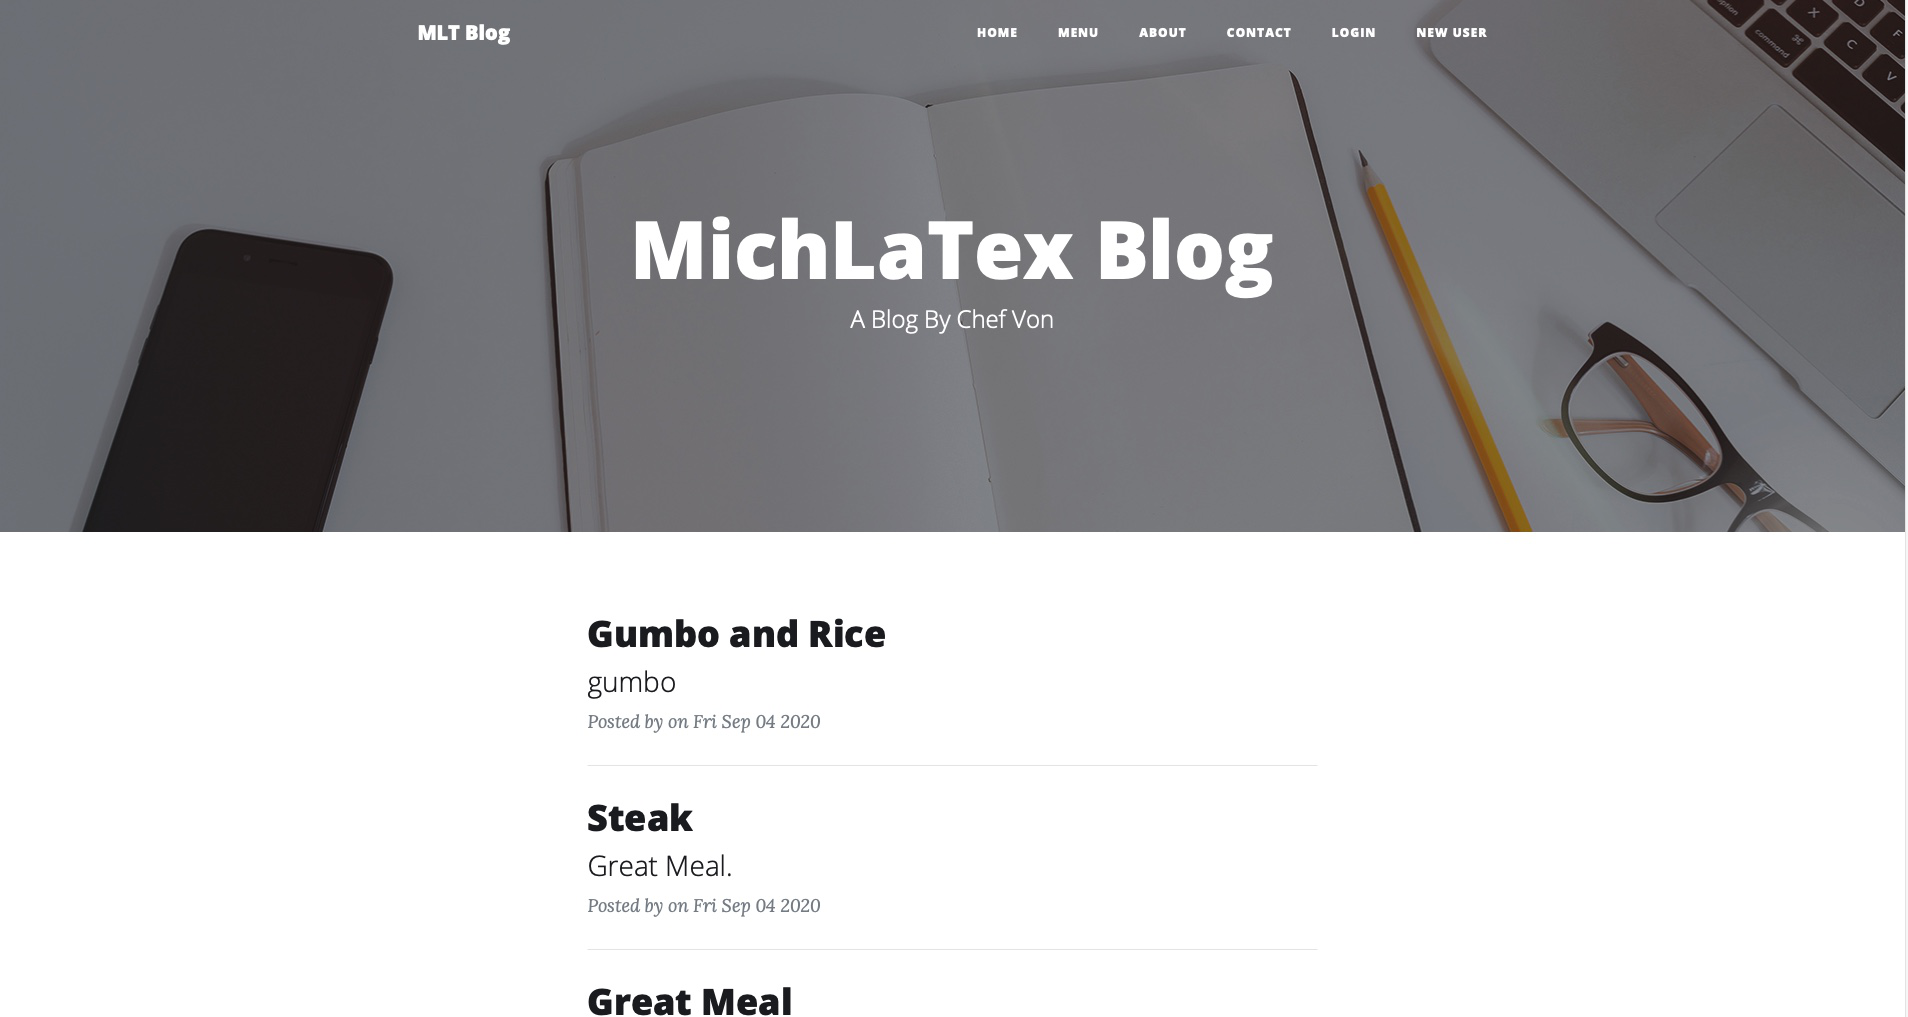 MLT Blog
HOME MENU ABOUT CONTACT LOGIN NEW USER
option
X
D
F
command ⌘
C
V
MichLaTex Blog
A Blog By Chef Von
Gumbo and Rice
gumbo
Posted by on Fri Sep 04 2020
Steak
Great Meal.
Posted by on Fri Sep 04 2020
Great Meal